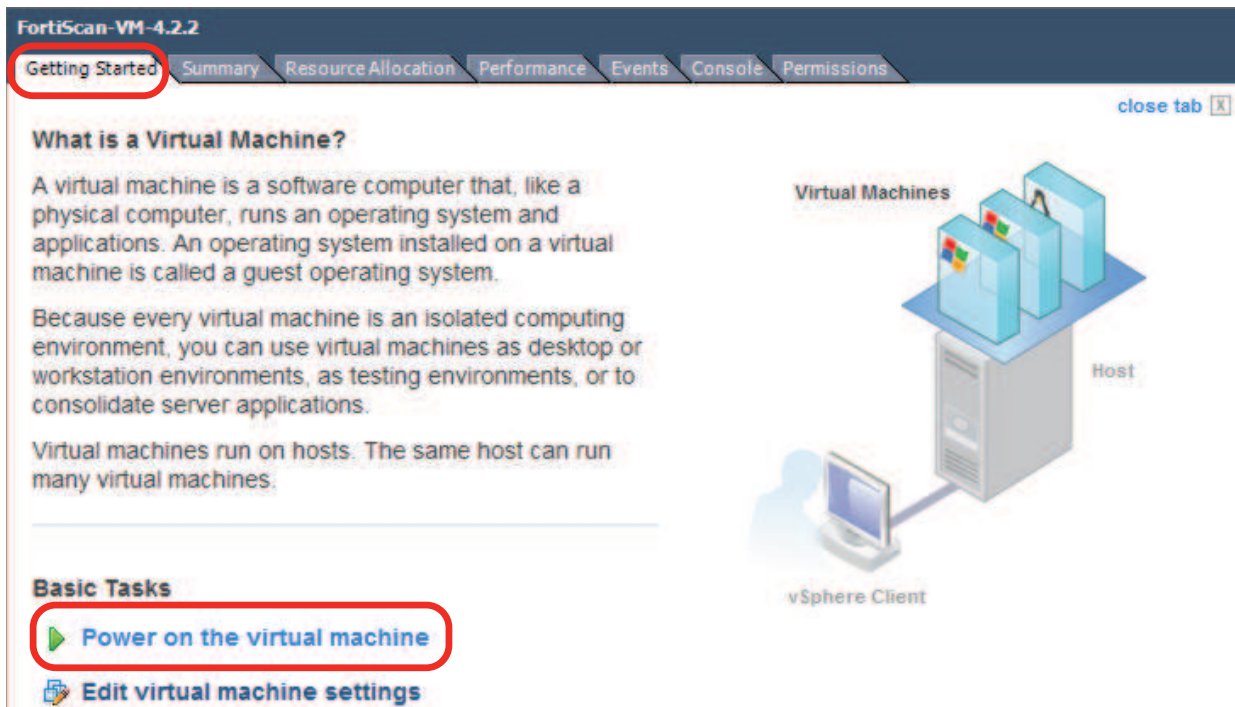 FortiScan-VM-4.2.2
Getting Started Summary Resource Allocation Performance Events Console Permissions
close tab X
What is a Virtual Machine?
A virtual machine is a software computer that, like a
physical computer, runs an operating system and
applications. An operating system installed on a virtual
machine is called a guest operating system.
Because every virtual machine is an isolated computing
environment, you can use virtual machines as desktop or
workstation environments, as testing environments, or to
consolidate server applications.
Virtual machines run on hosts. The same host can run
many virtual machines.
Virtual Machines
Host
vSphere Client
Basic Tasks
Power on the virtual machine
Edit virtual machine settings